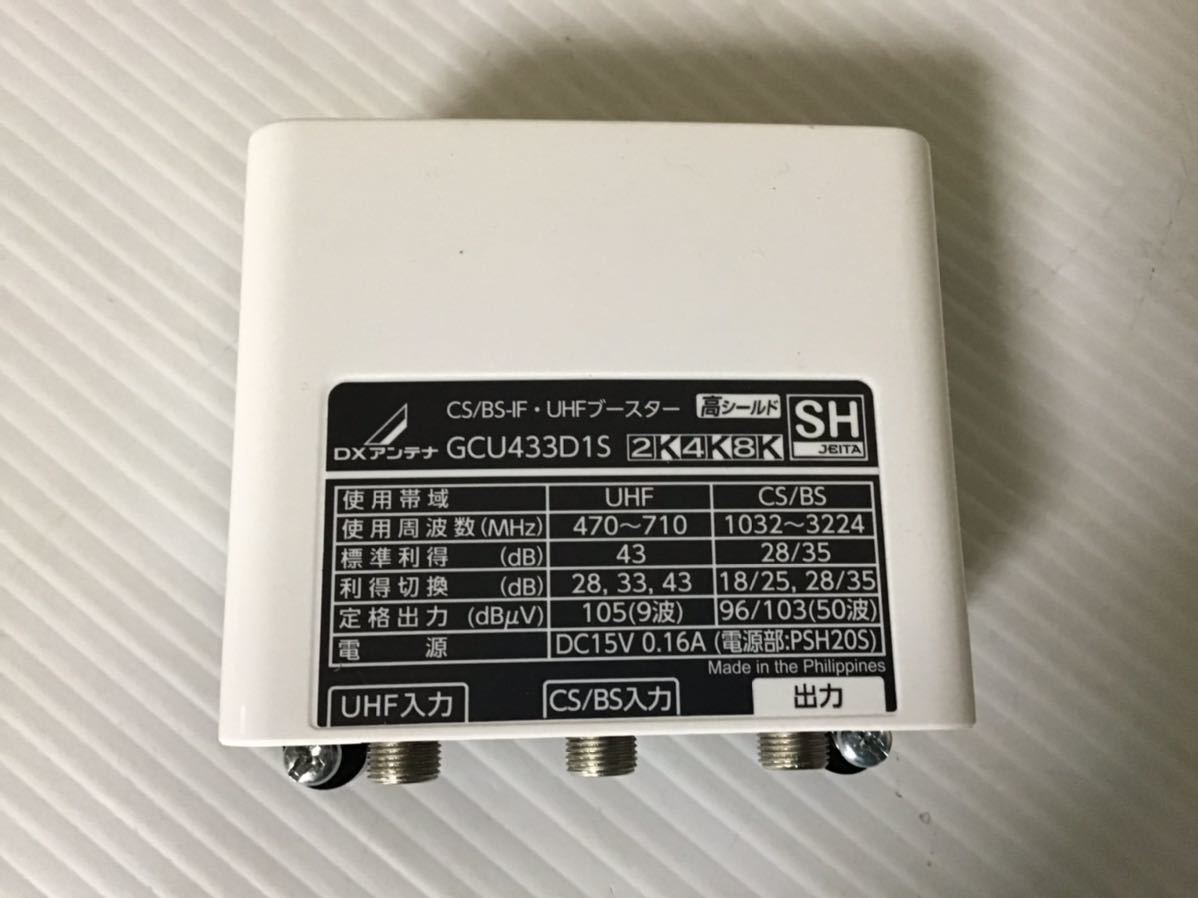 CS/BS-IF・UHFブースター 高シールド
DXアンテナ GCU433D1S 2K4K8K SH JEITA
使用帯域 UHF CS/BS
使用周波数(MHz) 470～710 1032～3224
標準利得 (dB) 43 28/35
利得切換 (dB) 28, 33, 43 18/25, 28/35
定格出力 (dBμV) 105(9波) 96/103(50波)
電源 DC15V 0.16A (電源部:PSH20S)
Made in the Philippines
UHF入力 CS/BS入力 出力